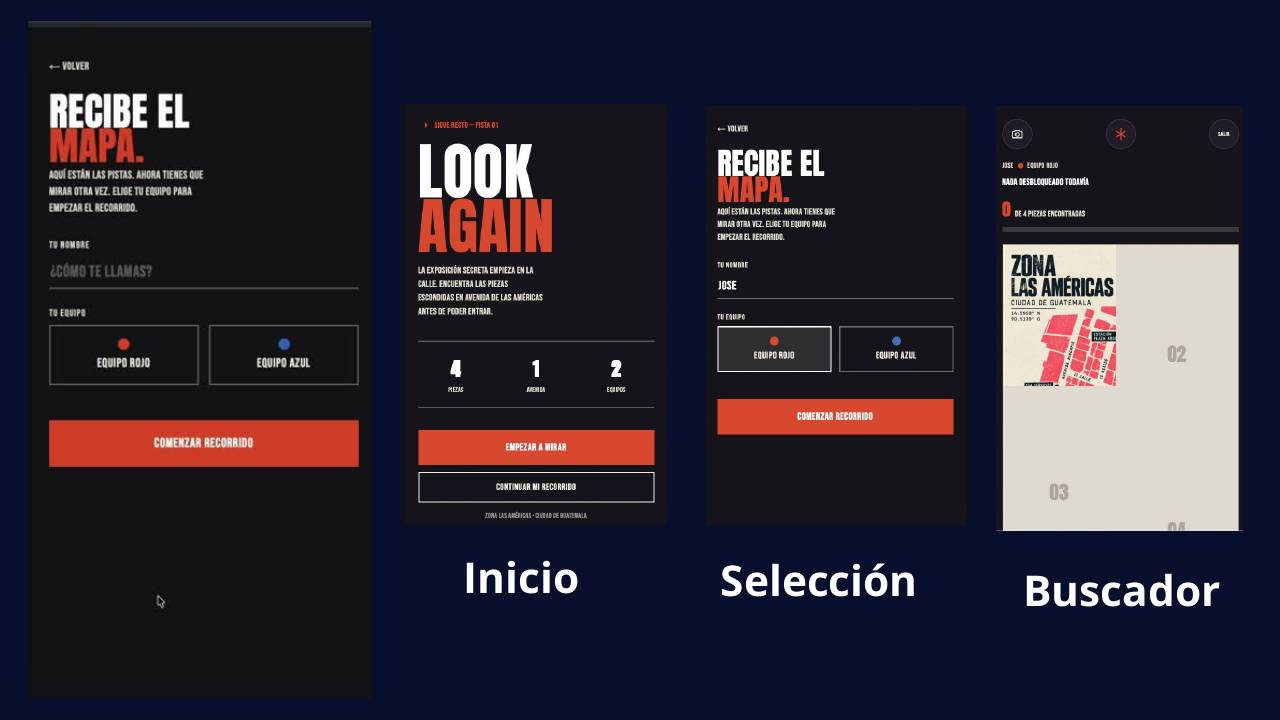 ← VOLVER
RECIBE EL
MAPA.
AQUÍ ESTÁN LAS PISTAS. AHORA TIENES QUE
MIRAR OTRA VEZ. ELIGE TU EQUIPO PARA
EMPEZAR EL RECORRIDO.
TU NOMBRE
¿CÓMO TE LLAMAS?
TU EQUIPO
EQUIPO ROJO
EQUIPO AZUL
COMENZAR RECORRIDO
SIGUE RECTO — PISTA 01
LOOK
AGAIN
LA EXPOSICIÓN SECRETA EMPIEZA EN LA
CALLE. ENCUENTRA LAS PIEZAS
ESCONDIDAS EN AVENIDA DE LAS AMÉRICAS
ANTES DE PODER ENTRAR.
4 1 2
PIEZAS AVENIDA EQUIPOS
EMPEZAR A MIRAR
CONTINUAR MI RECORRIDO
ZONA LAS AMÉRICAS · CIUDAD DE GUATEMALA
Inicio
← VOLVER
RECIBE EL
MAPA.
AQUÍ ESTÁN LAS PISTAS. AHORA TIENES QUE
MIRAR OTRA VEZ. ELIGE TU EQUIPO PARA
EMPEZAR EL RECORRIDO.
TU NOMBRE
JOSE
TU EQUIPO
EQUIPO ROJO
EQUIPO AZUL
COMENZAR RECORRIDO
Selección
SALIR
JOSE EQUIPO ROJO
NADA DESBLOQUEADO TODAVÍA
0 DE 4 PIEZAS ENCONTRADAS
ZONA
LAS AMÉRICAS
CIUDAD DE GUATEMALA
02
03
04
Buscador